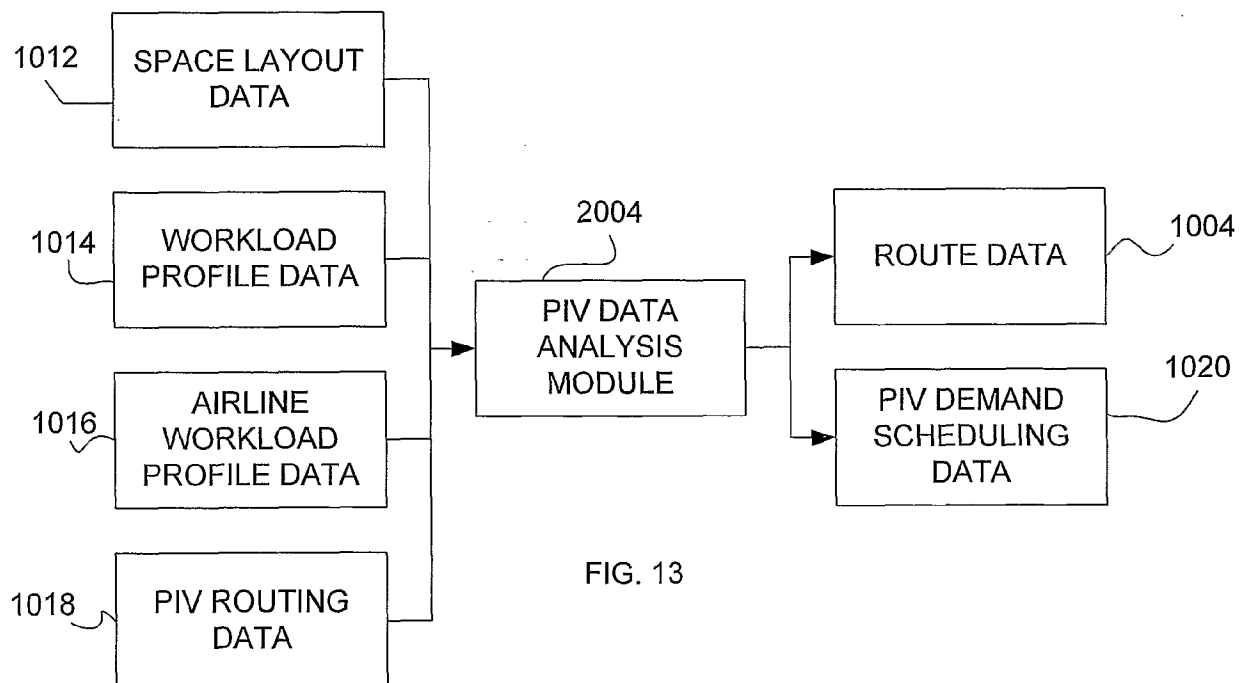 1012
SPACE LAYOUT
DATA
1014
WORKLOAD
PROFILE DATA
1016
AIRLINE
WORKLOAD
PROFILE DATA
1018
PIV ROUTING
DATA
2004
PIV DATA
ANALYSIS
MODULE
1004
ROUTE DATA
1020
PIV DEMAND
SCHEDULING
DATA
FIG. 13